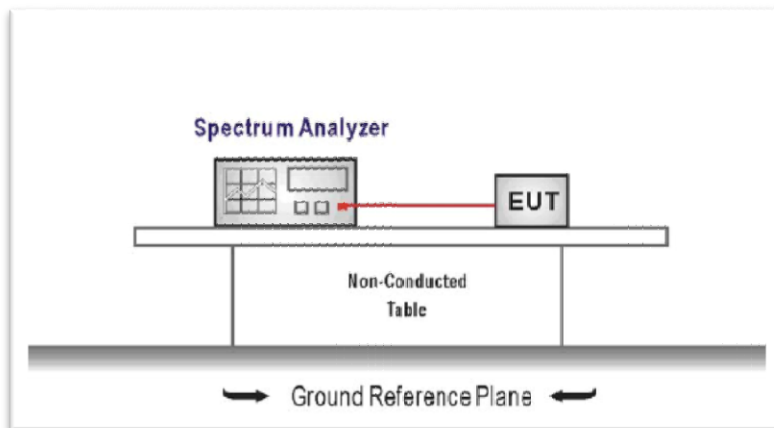 Spectrum Analyzer
EUT
Non-Conducted
Table
Ground Reference Plane